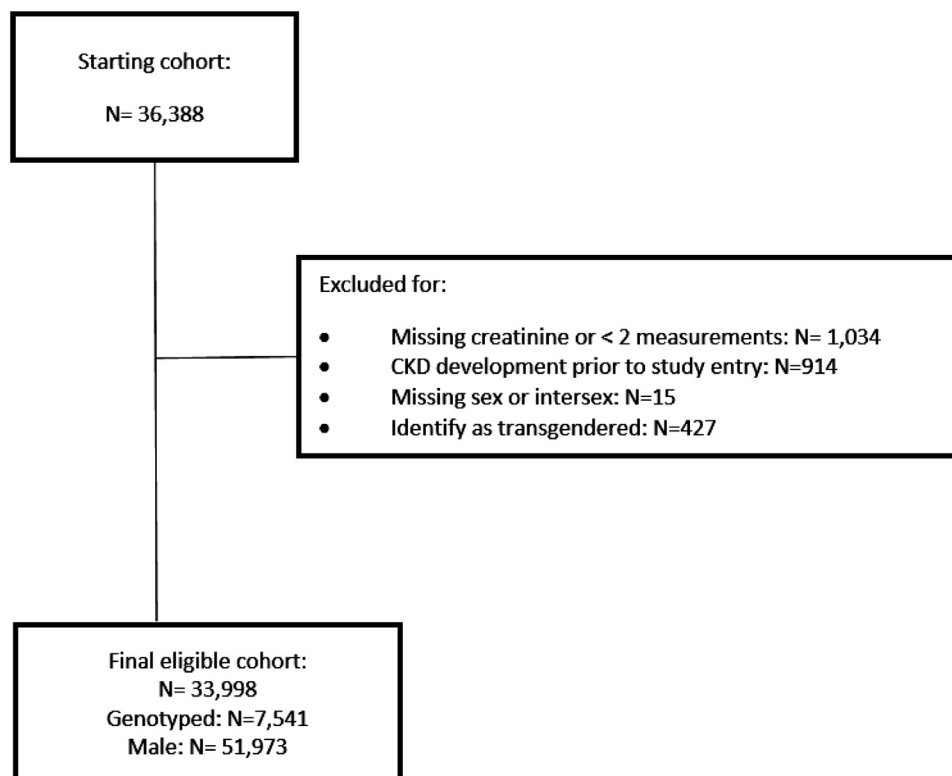 Starting cohort:
N= 36,388
Excluded for:
• Missing creatinine or < 2 measurements: N= 1,034
• CKD development prior to study entry: N=914
• Missing sex or intersex: N=15
• Identify as transgendered: N=427
Final eligible cohort:
N= 33,998
Genotyped: N=7,541
Male: N= 51,973